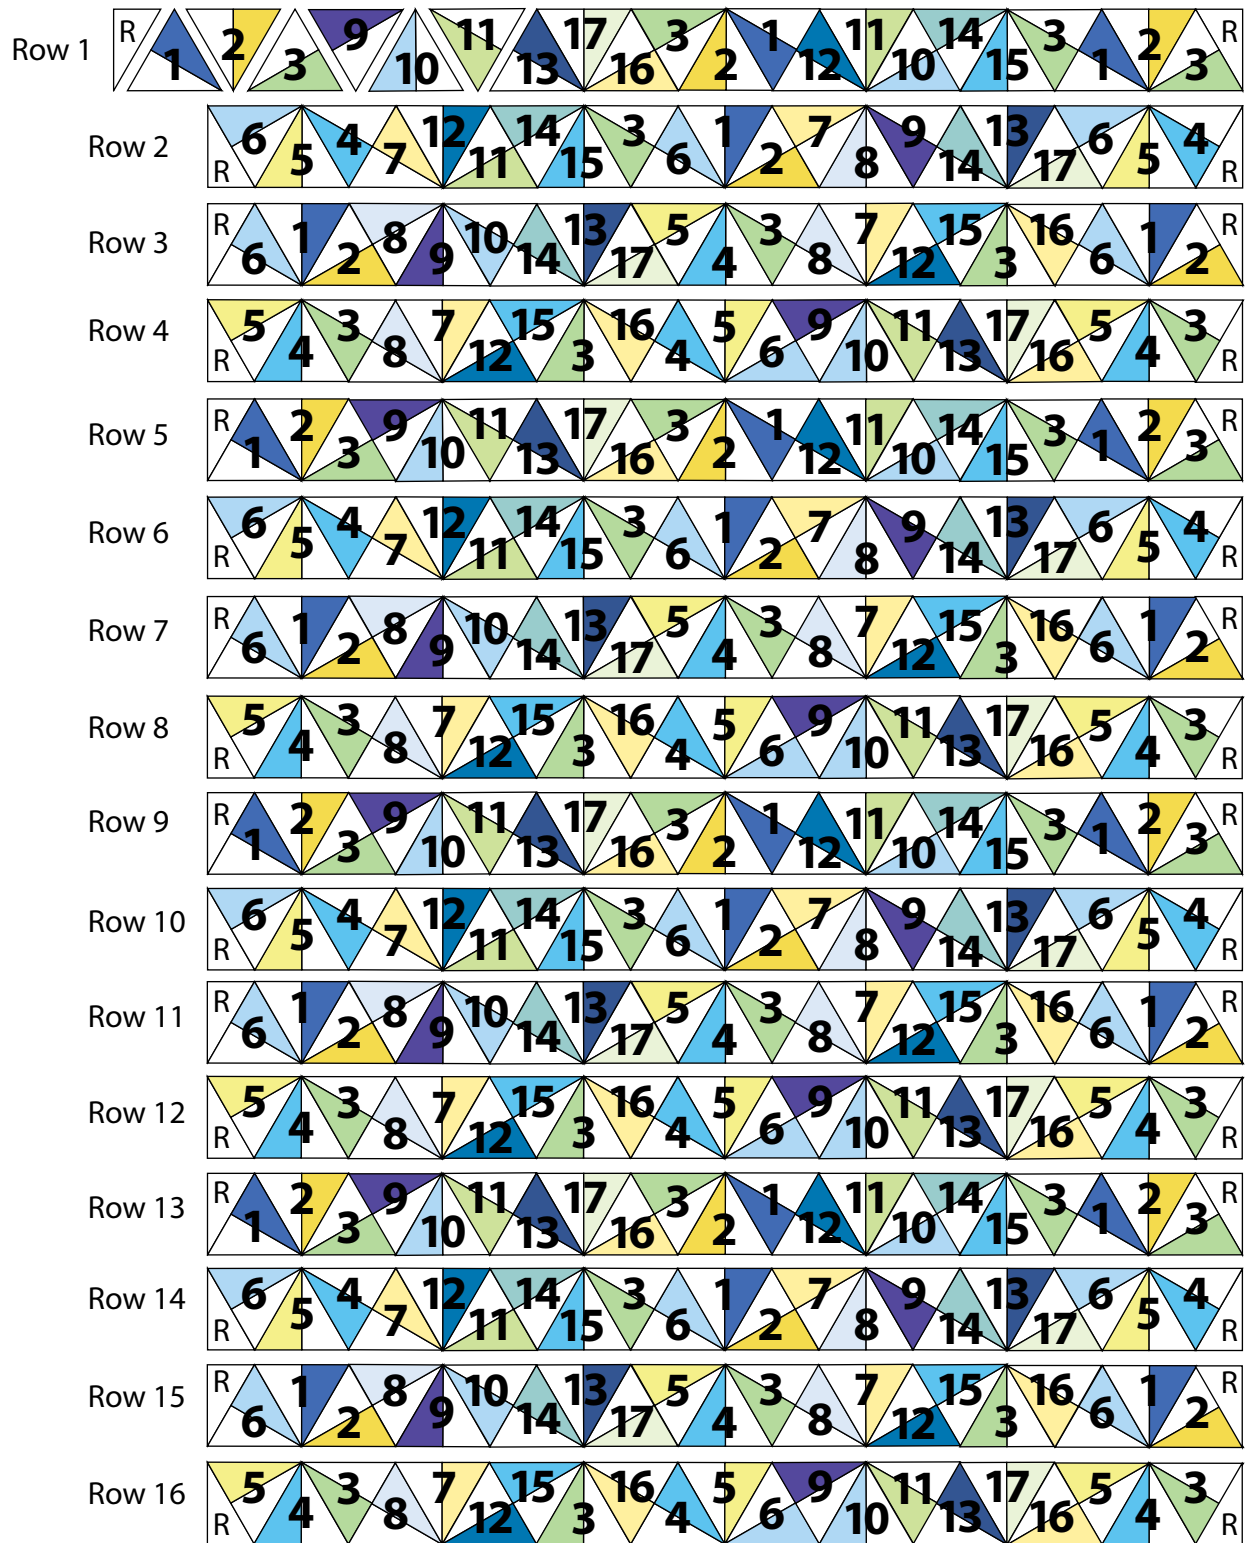 Row 1 R 1 2 3 9 10 11 13 17 16 3 2 1 12 11 10 14 15 3 1 2 3 R
Row 2 R 6 5 4 7 12 11 14 15 3 6 1 2 7 8 9 14 13 17 6 5 4 R
Row 3 R 6 1 2 8 9 10 14 13 17 5 4 3 8 7 12 15 3 16 6 1 2 R
Row 4 R 5 4 3 8 7 12 15 3 16 4 5 6 9 10 11 13 17 16 5 4 3 R
Row 5 R 1 2 3 9 10 11 13 17 16 3 2 1 12 11 10 14 15 3 1 2 3 R
Row 6 R 6 5 4 7 12 11 14 15 3 6 1 2 7 8 9 14 13 17 6 5 4 R
Row 7 R 6 1 2 8 9 10 14 13 17 5 4 3 8 7 12 15 3 16 6 1 2 R
Row 8 R 5 4 3 8 7 12 15 3 16 4 5 6 9 10 11 13 17 16 5 4 3 R
Row 9 R 1 2 3 9 10 11 13 17 16 3 2 1 12 11 10 14 15 3 1 2 3 R
Row 10 R 6 5 4 7 12 11 14 15 3 6 1 2 7 8 9 14 13 17 6 5 4 R
Row 11 R 6 1 2 8 9 10 14 13 17 5 4 3 8 7 12 15 3 16 6 1 2 R
Row 12 R 5 4 3 8 7 12 15 3 16 4 5 6 9 10 11 13 17 16 5 4 3 R
Row 13 R 1 2 3 9 10 11 13 17 16 3 2 1 12 11 10 14 15 3 1 2 3 R
Row 14 R 6 5 4 7 12 11 14 15 3 6 1 2 7 8 9 14 13 17 6 5 4 R
Row 15 R 6 1 2 8 9 10 14 13 17 5 4 3 8 7 12 15 3 16 6 1 2 R
Row 16 R 5 4 3 8 7 12 15 3 16 4 5 6 9 10 11 13 17 16 5 4 3 R